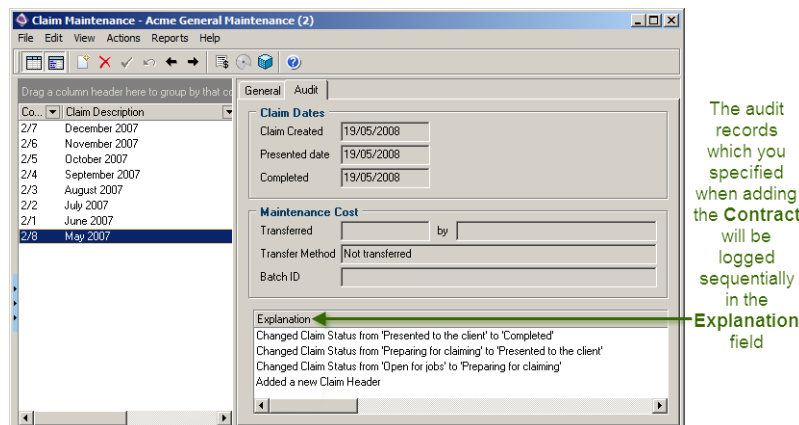 Claim Maintenance - Acme General Maintenance (2)
File Edit View Actions Reports Help
Drag a column header here to group by that co
Co... Claim Description
2/7 December 2007
2/6 November 2007
2/5 October 2007
2/4 September 2007
2/3 August 2007
2/2 July 2007
2/1 June 2007
2/8 May 2007
General Audit
Claim Dates
Claim Created 19/05/2008
Presented date 19/05/2008
Completed 19/05/2008
Maintenance Cost
Transferred by
Transfer Method Not transferred
Batch ID
Explanation
Changed Claim Status from 'Presented to the client' to 'Completed'
Changed Claim Status from 'Preparing for claiming' to 'Presented to the client'
Changed Claim Status from 'Open for jobs' to 'Preparing for claiming'
Added a new Claim Header
The audit
records
which you
specified
when adding
the Contract
will be
logged
sequentially
in the
Explanation
field